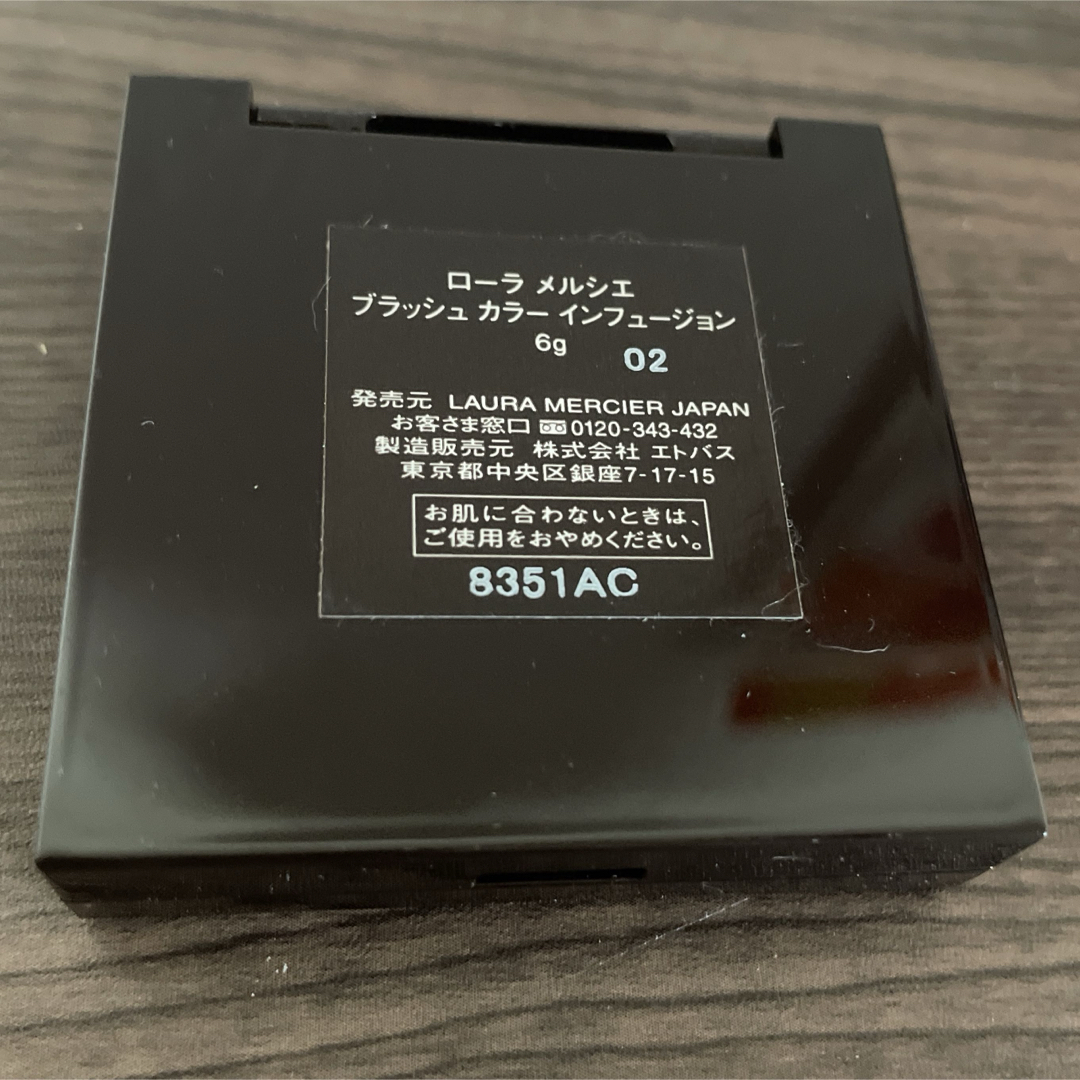 ローラ メルシエ
ブラッシュ カラー インフュージョン
6g 02
発売元 LAURA MERCIER JAPAN
お客さま窓口 0120-343-432
製造販売元 株式会社 エトバス
東京都中央区銀座7-17-15
お肌に合わないときは、
ご使用をおやめください。
8351AC